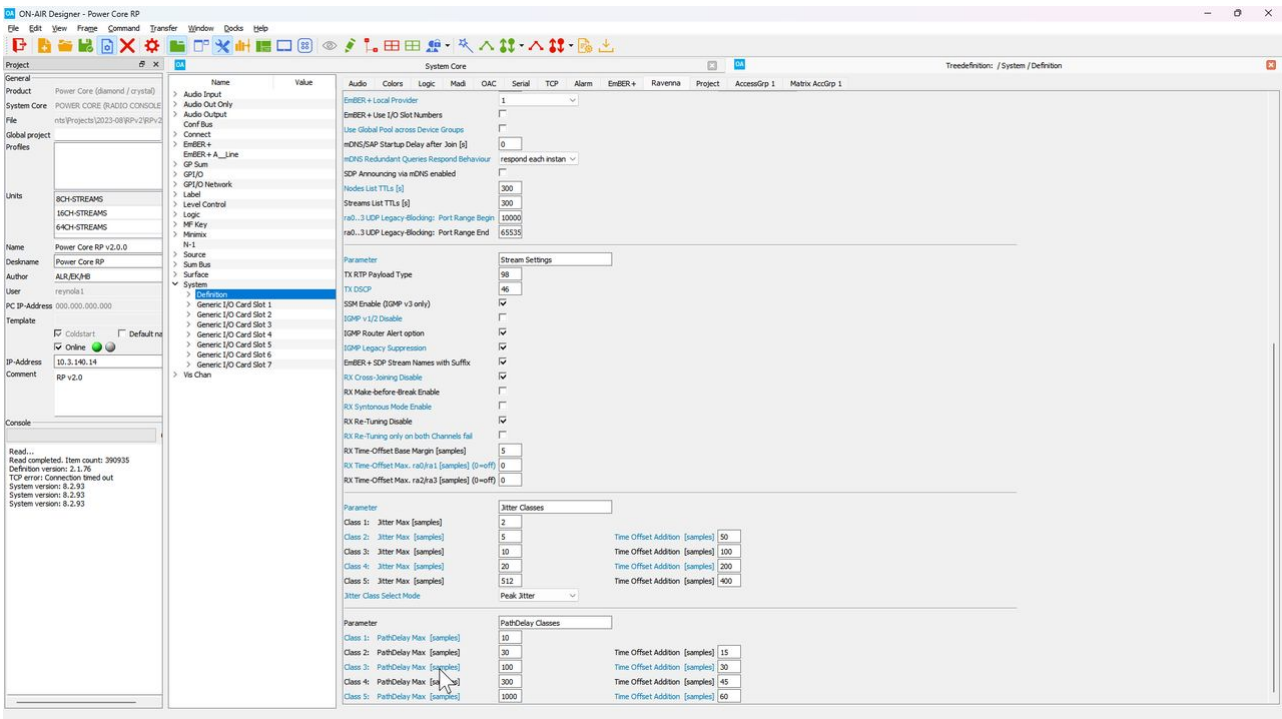 OA ON-AIR Designer - Power Core RP
File Edit View Frame Command Transfer Window Docks Help
Project
General
Product Power Core (diamond / crystal)
System Core POWER CORE (RADIO CONSOLE
File nts\Projects\2023-08\RPv2\RPv2
Global project
Profiles
Units 8CH-STREAMS
16CH-STREAMS
64CH-STREAMS
Name Power Core RP v2.0.0
Deskname Power Core RP
Author ALR/EK/HB
User reynola1
PC IP-Address 000.000.000.000
Template
Coldstart Default na
Online
IP-Address 10.3.140.14
Comment RP v2.0
Console
Read...
Read completed. Item count: 390935
Definition version: 2.1.76
TCP error: Connection timed out
System version: 8.2.93
System version: 8.2.93
System version: 8.2.93
OA System Core
Name Value
Audio Input
Audio Out Only
Audio Output
Conf Bus
Connect
EmBER+
EmBER+ A__Line
GP Sum
GPI/O
GPI/O Network
Label
Level Control
Logic
MF Key
Minimix
N-1
Source
Sum Bus
Surface
System
Definition
Generic I/O Card Slot 1
Generic I/O Card Slot 2
Generic I/O Card Slot 3
Generic I/O Card Slot 4
Generic I/O Card Slot 5
Generic I/O Card Slot 6
Generic I/O Card Slot 7
Vis Chan
OA Treedefinition: / System / Definition
Audio Colors Logic Madi OAC Serial TCP Alarm EmBER+ Ravenna Project AccessGrp 1 Matrix AccGrp 1
EmBER+ Local Provider 1
EmBER+ Use I/O Slot Numbers
Use Global Pool across Device Groups
mDNS/SAP Startup Delay after Join [s] 0
mDNS Redundant Queries Respond Behaviour respond each instan
SDP Announcing via mDNS enabled
Nodes List TTLs [s] 300
Streams List TTLs [s] 300
ra0..3 UDP Legacy-Blocking: Port Range Begin 10000
ra0..3 UDP Legacy-Blocking: Port Range End 65535
Parameter Stream Settings
TX RTP Payload Type 98
TX DSCP 46
SSM Enable (IGMP v3 only)
IGMP v1/2 Disable
IGMP Router Alert option
IGMP Legacy Suppression
EmBER+ SDP Stream Names with Suffix
RX Cross-Joining Disable
RX Make-before-Break Enable
RX Syntonous Mode Enable
RX Re-Tuning Disable
RX Re-Tuning only on both Channels fail
RX Time-Offset Base Margin [samples] 5
RX Time-Offset Max. ra0/ra1 [samples] (0=off) 0
RX Time-Offset Max. ra2/ra3 [samples] (0=off) 0
Parameter Jitter Classes
Class 1: Jitter Max [samples] 2
Class 2: Jitter Max [samples] 5 Time Offset Addition [samples] 50
Class 3: Jitter Max [samples] 10 Time Offset Addition [samples] 100
Class 4: Jitter Max [samples] 20 Time Offset Addition [samples] 200
Class 5: Jitter Max [samples] 512 Time Offset Addition [samples] 400
Jitter Class Select Mode Peak Jitter
Parameter PathDelay Classes
Class 1: PathDelay Max [samples] 10
Class 2: PathDelay Max [samples] 30 Time Offset Addition [samples] 15
Class 3: PathDelay Max [samples] 100 Time Offset Addition [samples] 30
Class 4: PathDelay Max [samples] 300 Time Offset Addition [samples] 45
Class 5: PathDelay Max [samples] 1000 Time Offset Addition [samples] 60